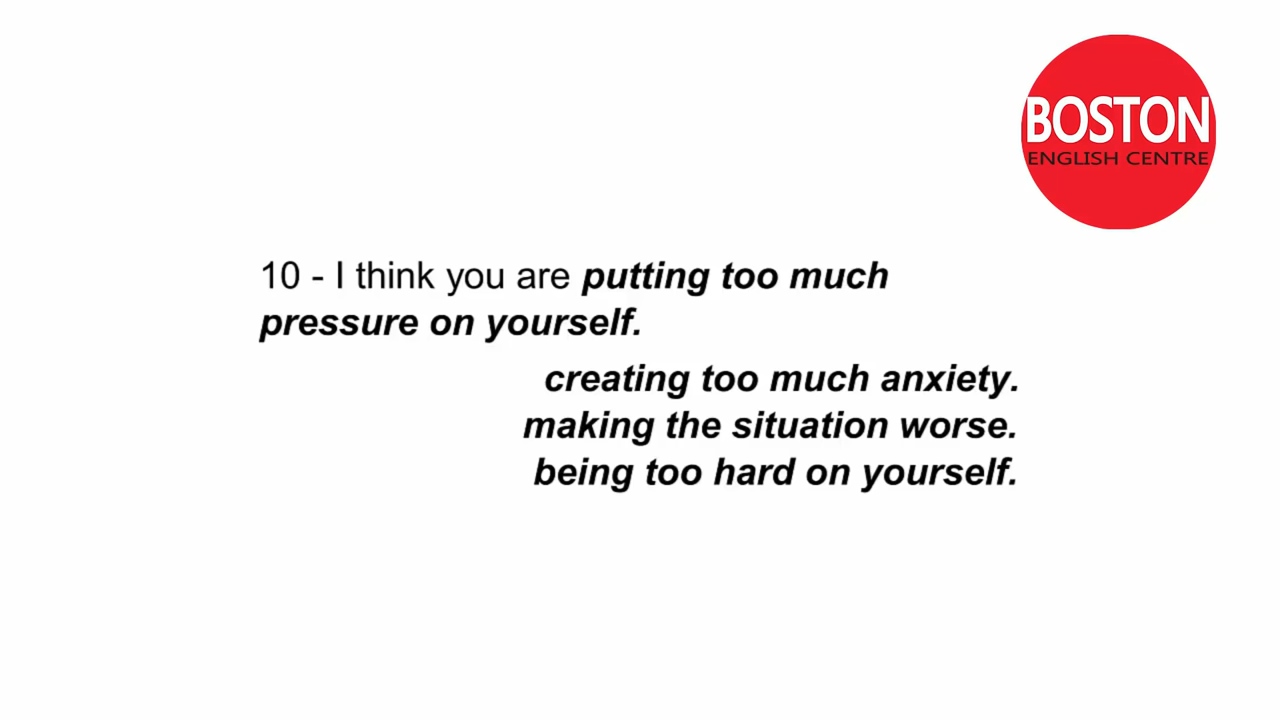 BOSTON
ENGLISH CENTRE
10 - I think you are putting too much
pressure on yourself.
creating too much anxiety.
making the situation worse.
being too hard on yourself.